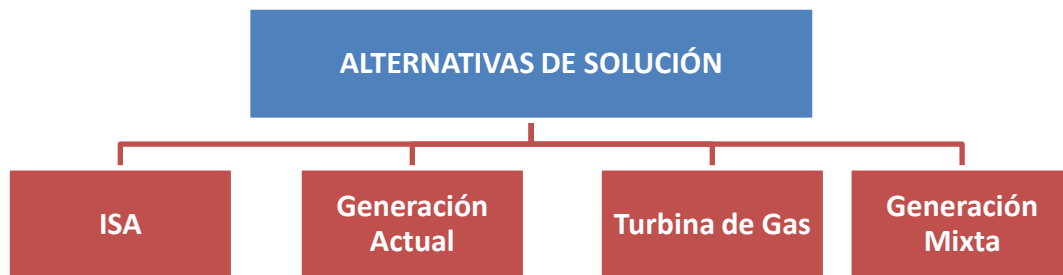 ALTERNATIVAS DE SOLUCIÓN
ISA
Generación
Actual
Turbina de Gas
Generación
Mixta